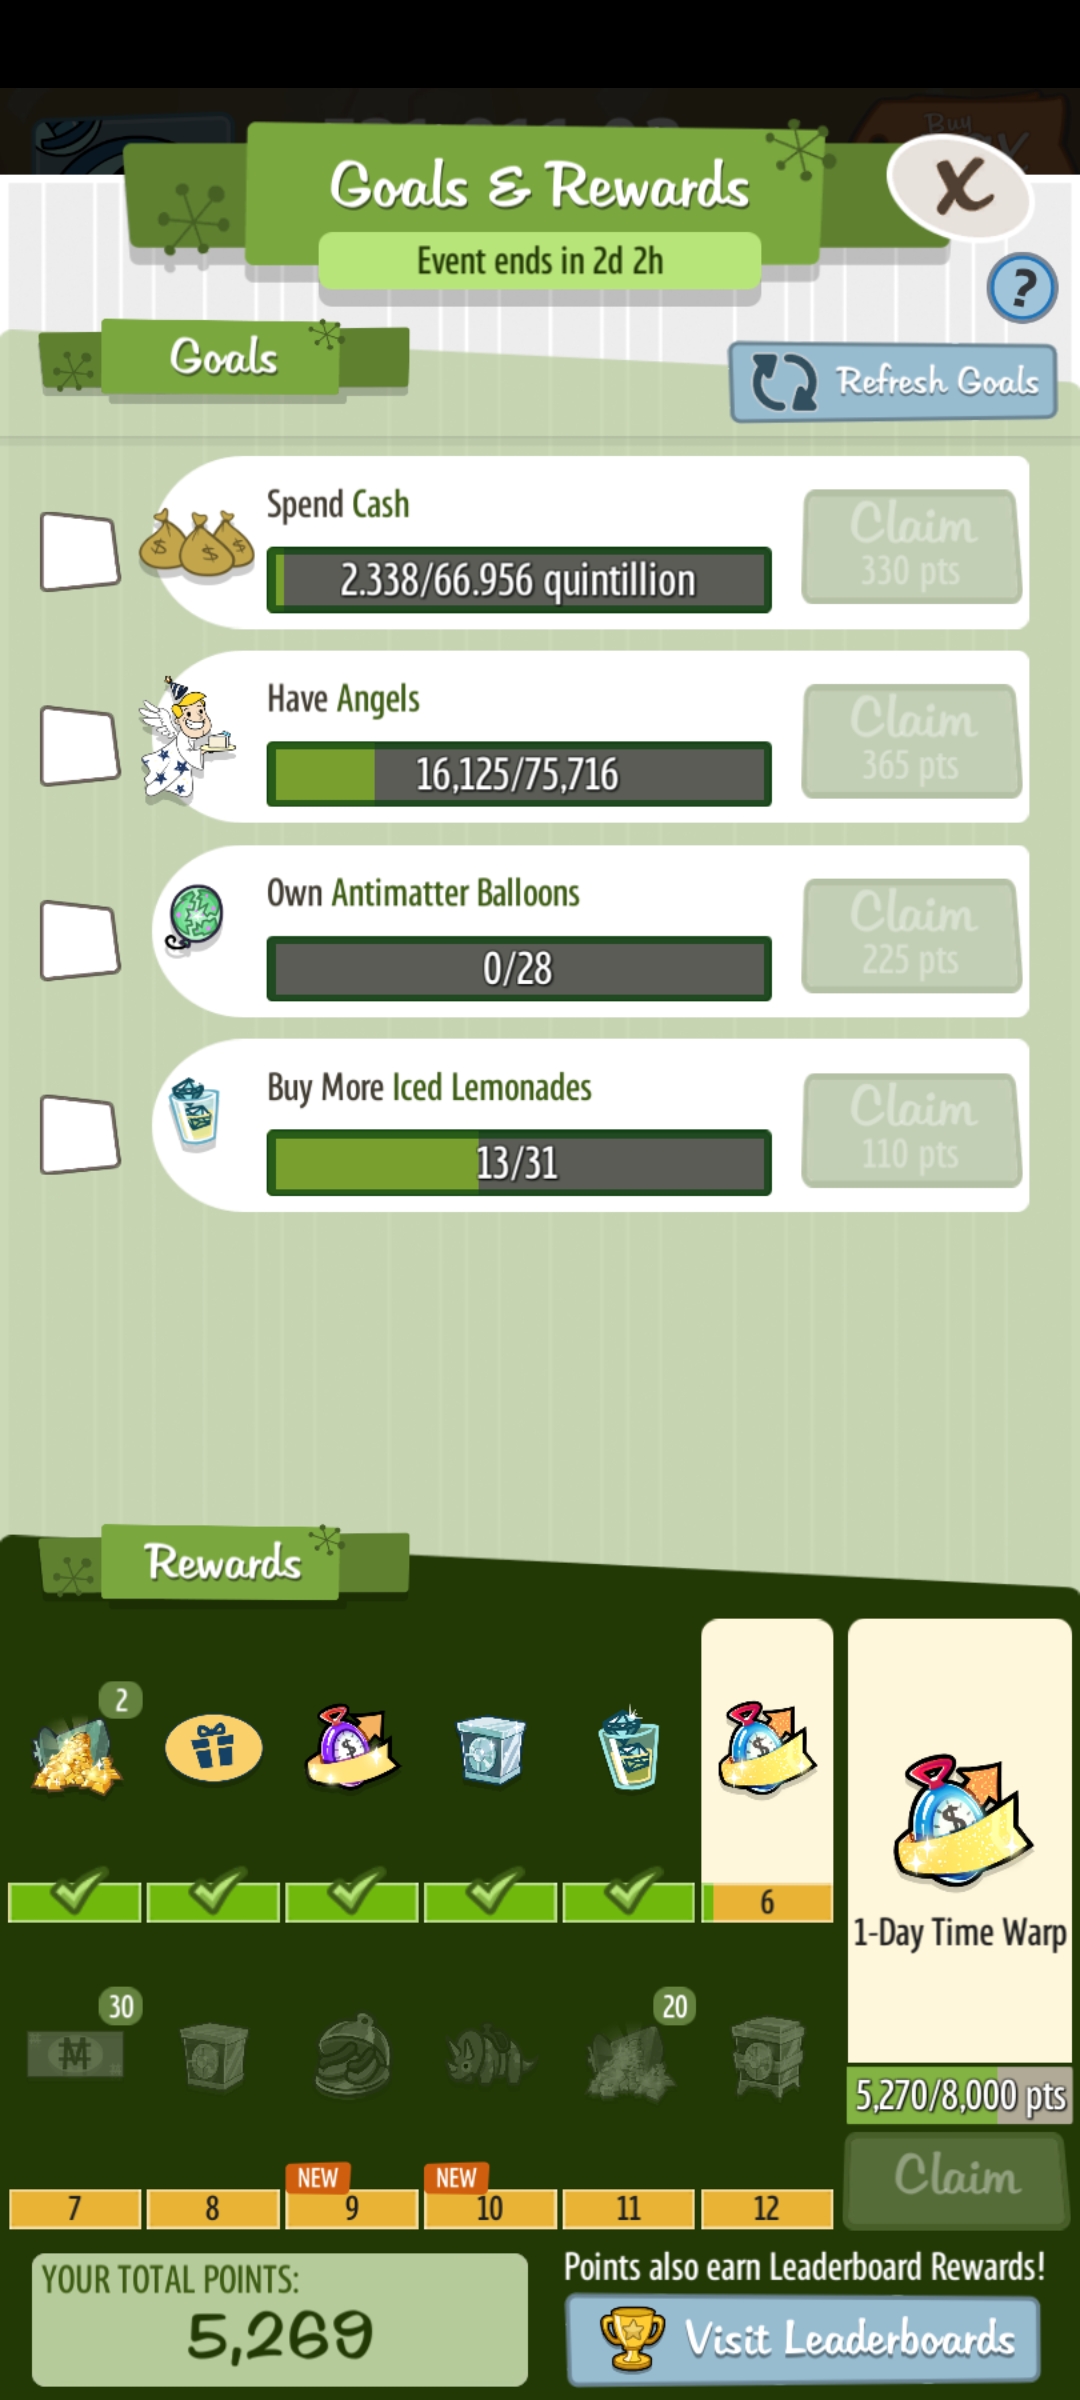 Buy
Goals & Rewards
X
Event ends in 2d 2h
?
Goals
Refresh Goals
Spend Cash
2.338/66.956 quintillion
Claim
330 pts
Have Angels
16,125/75,716
Claim
365 pts
Own Antimatter Balloons
0/28
Claim
225 pts
Buy More Iced Lemonades
13/31
Claim
110 pts
Rewards
2
6
1-Day Time Warp
30
20
5,270/8,000 pts
NEW
NEW
7
8
9
10
11
12
Claim
YOUR TOTAL POINTS:
5,269
Points also earn Leaderboard Rewards!
Visit Leaderboards